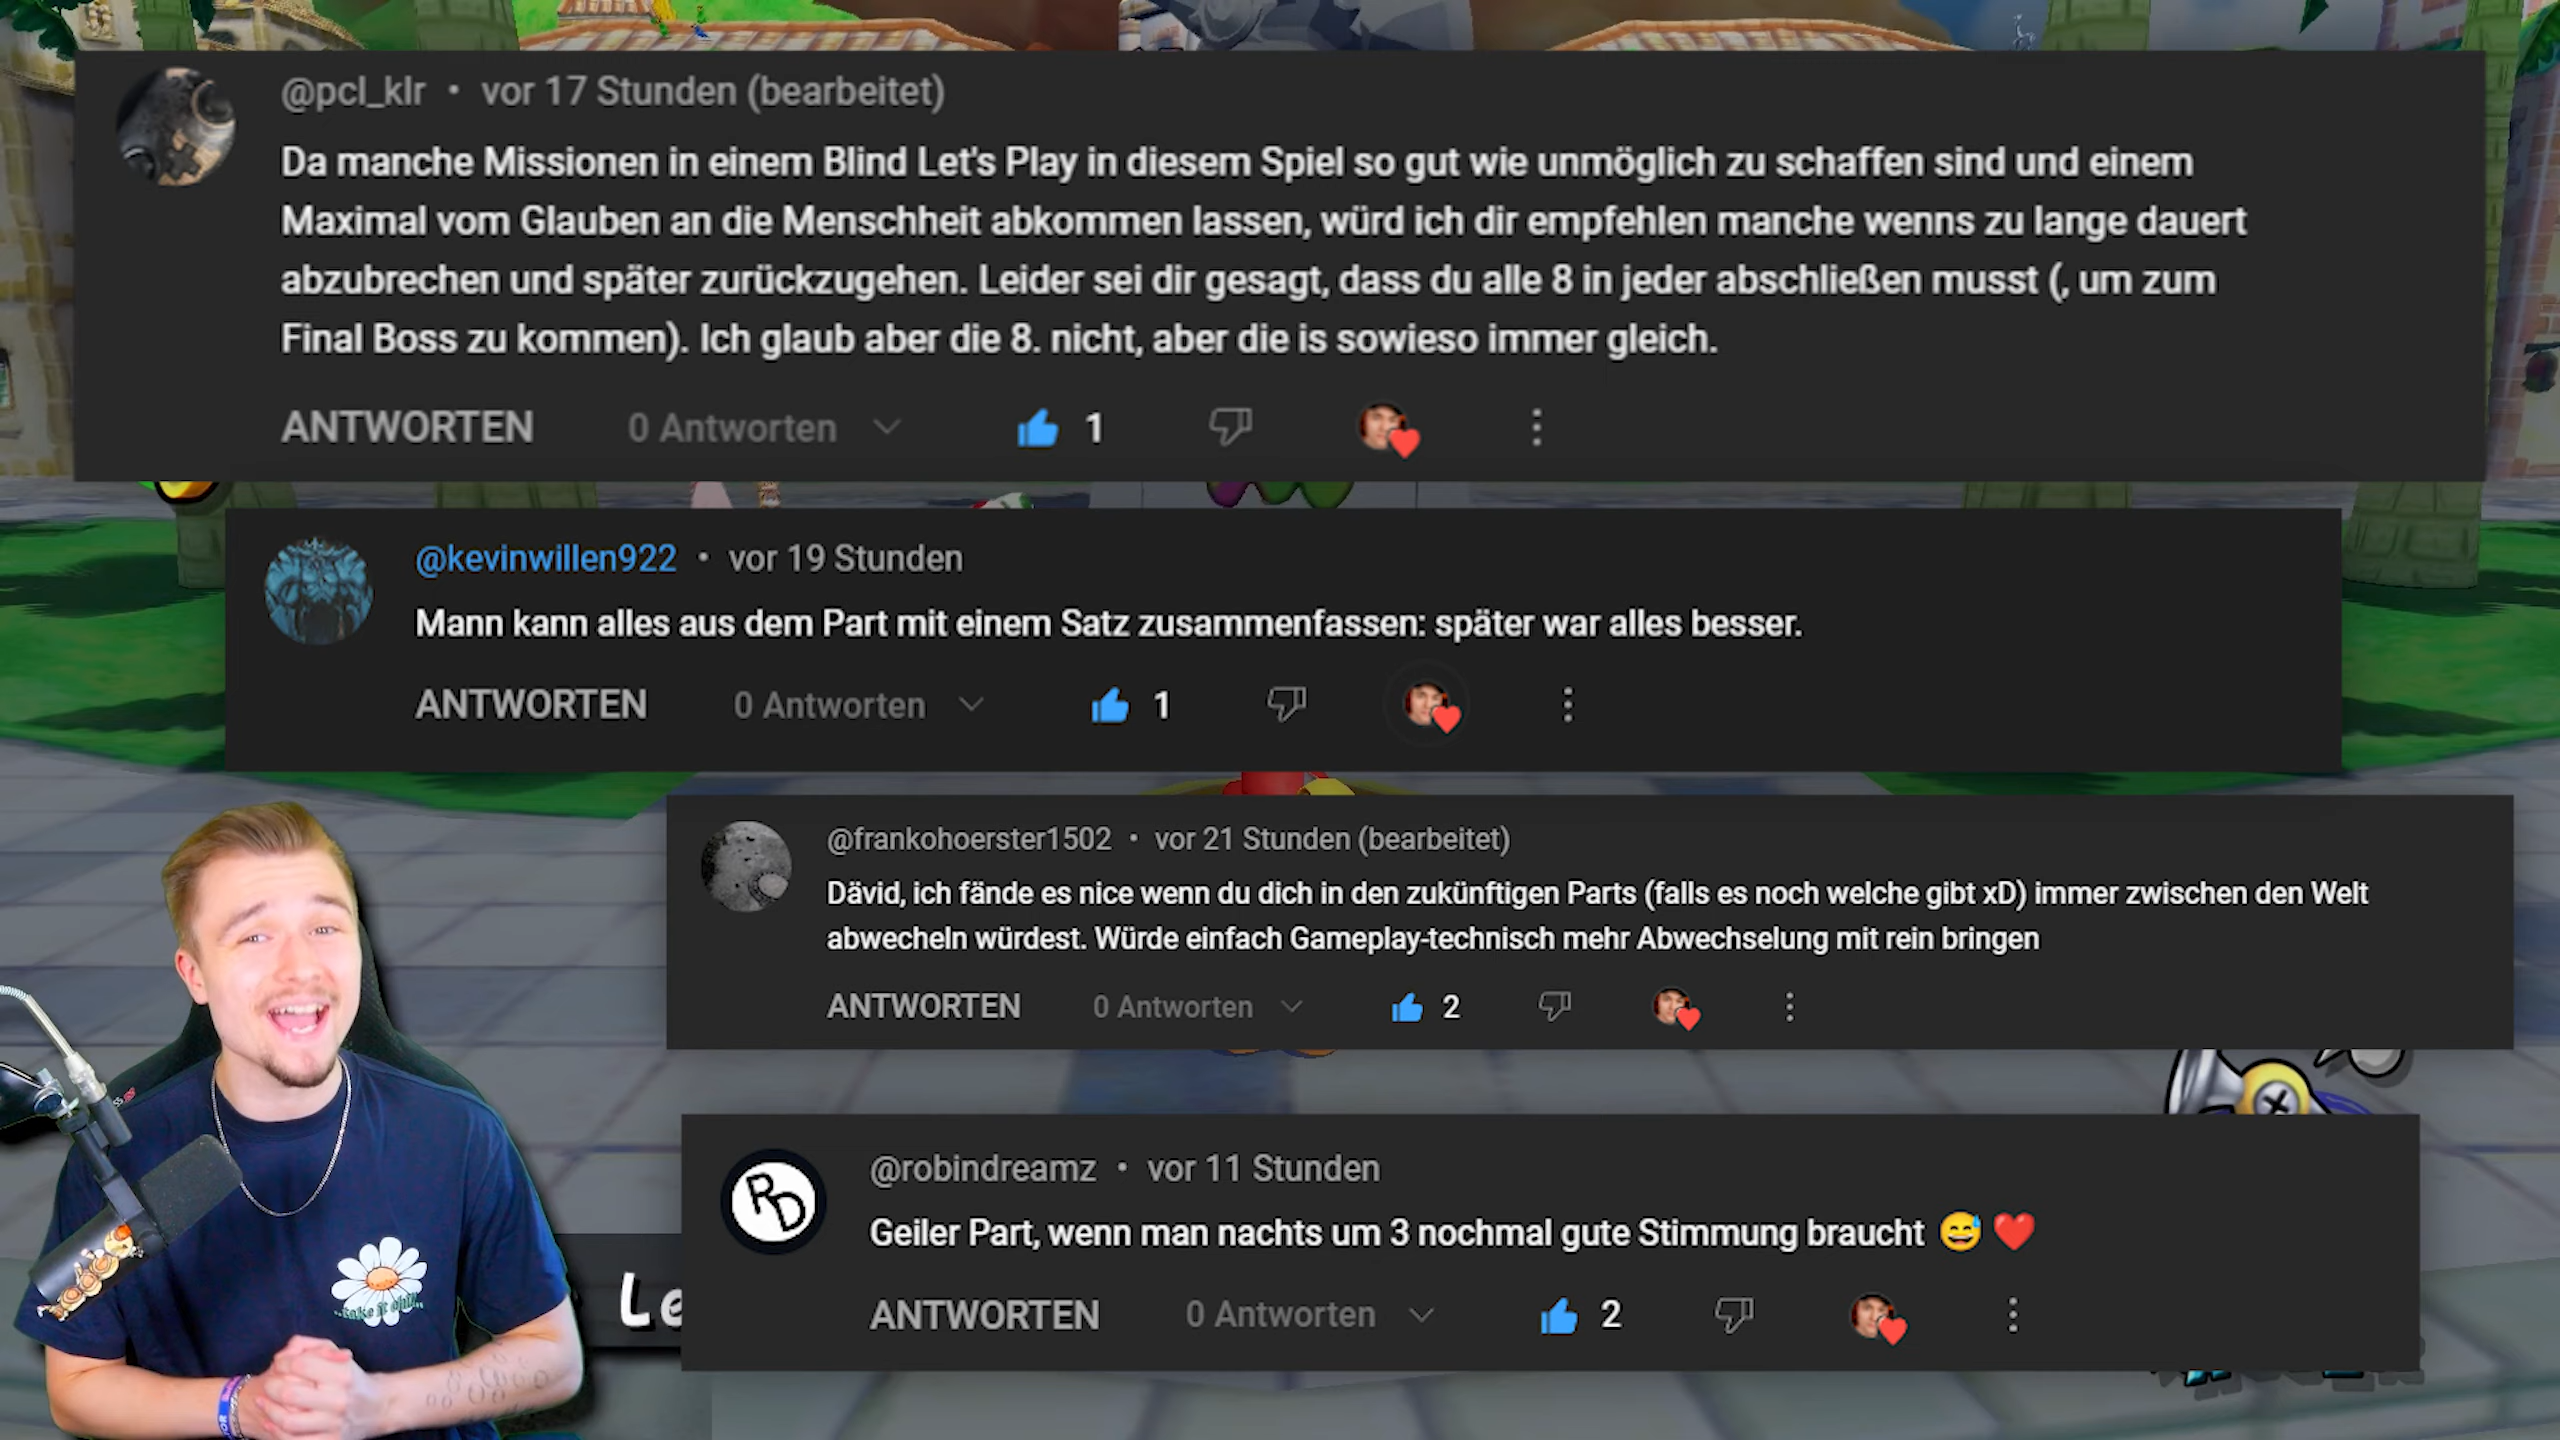 @pcl_klr • vor 17 Stunden (bearbeitet)
Da manche Missionen in einem Blind Let's Play in diesem Spiel so gut wie unmöglich zu schaffen sind und einem
Maximal vom Glauben an die Menschheit abkommen lassen, würd ich dir empfehlen manche wenns zu lange dauert
abzubrechen und später zurückzugehen. Leider sei dir gesagt, dass du alle 8 in jeder abschließen musst (, um zum
Final Boss zu kommen). Ich glaub aber die 8. nicht, aber die is sowieso immer gleich.
ANTWORTEN 0 Antworten 1
@kevinwillen922 • vor 19 Stunden
Mann kann alles aus dem Part mit einem Satz zusammenfassen: später war alles besser.
ANTWORTEN 0 Antworten 1
@frankohoerster1502 • vor 21 Stunden (bearbeitet)
Dävid, ich fände es nice wenn du dich in den zukünftigen Parts (falls es noch welche gibt xD) immer zwischen den Welt
abwecheln würdest. Würde einfach Gameplay-technisch mehr Abwechselung mit rein bringen
ANTWORTEN 0 Antworten 2
RD
@robindreamz • vor 11 Stunden
Geiler Part, wenn man nachts um 3 nochmal gute Stimmung braucht 😅 ❤️
ANTWORTEN 0 Antworten 2
Le
..take it chill..